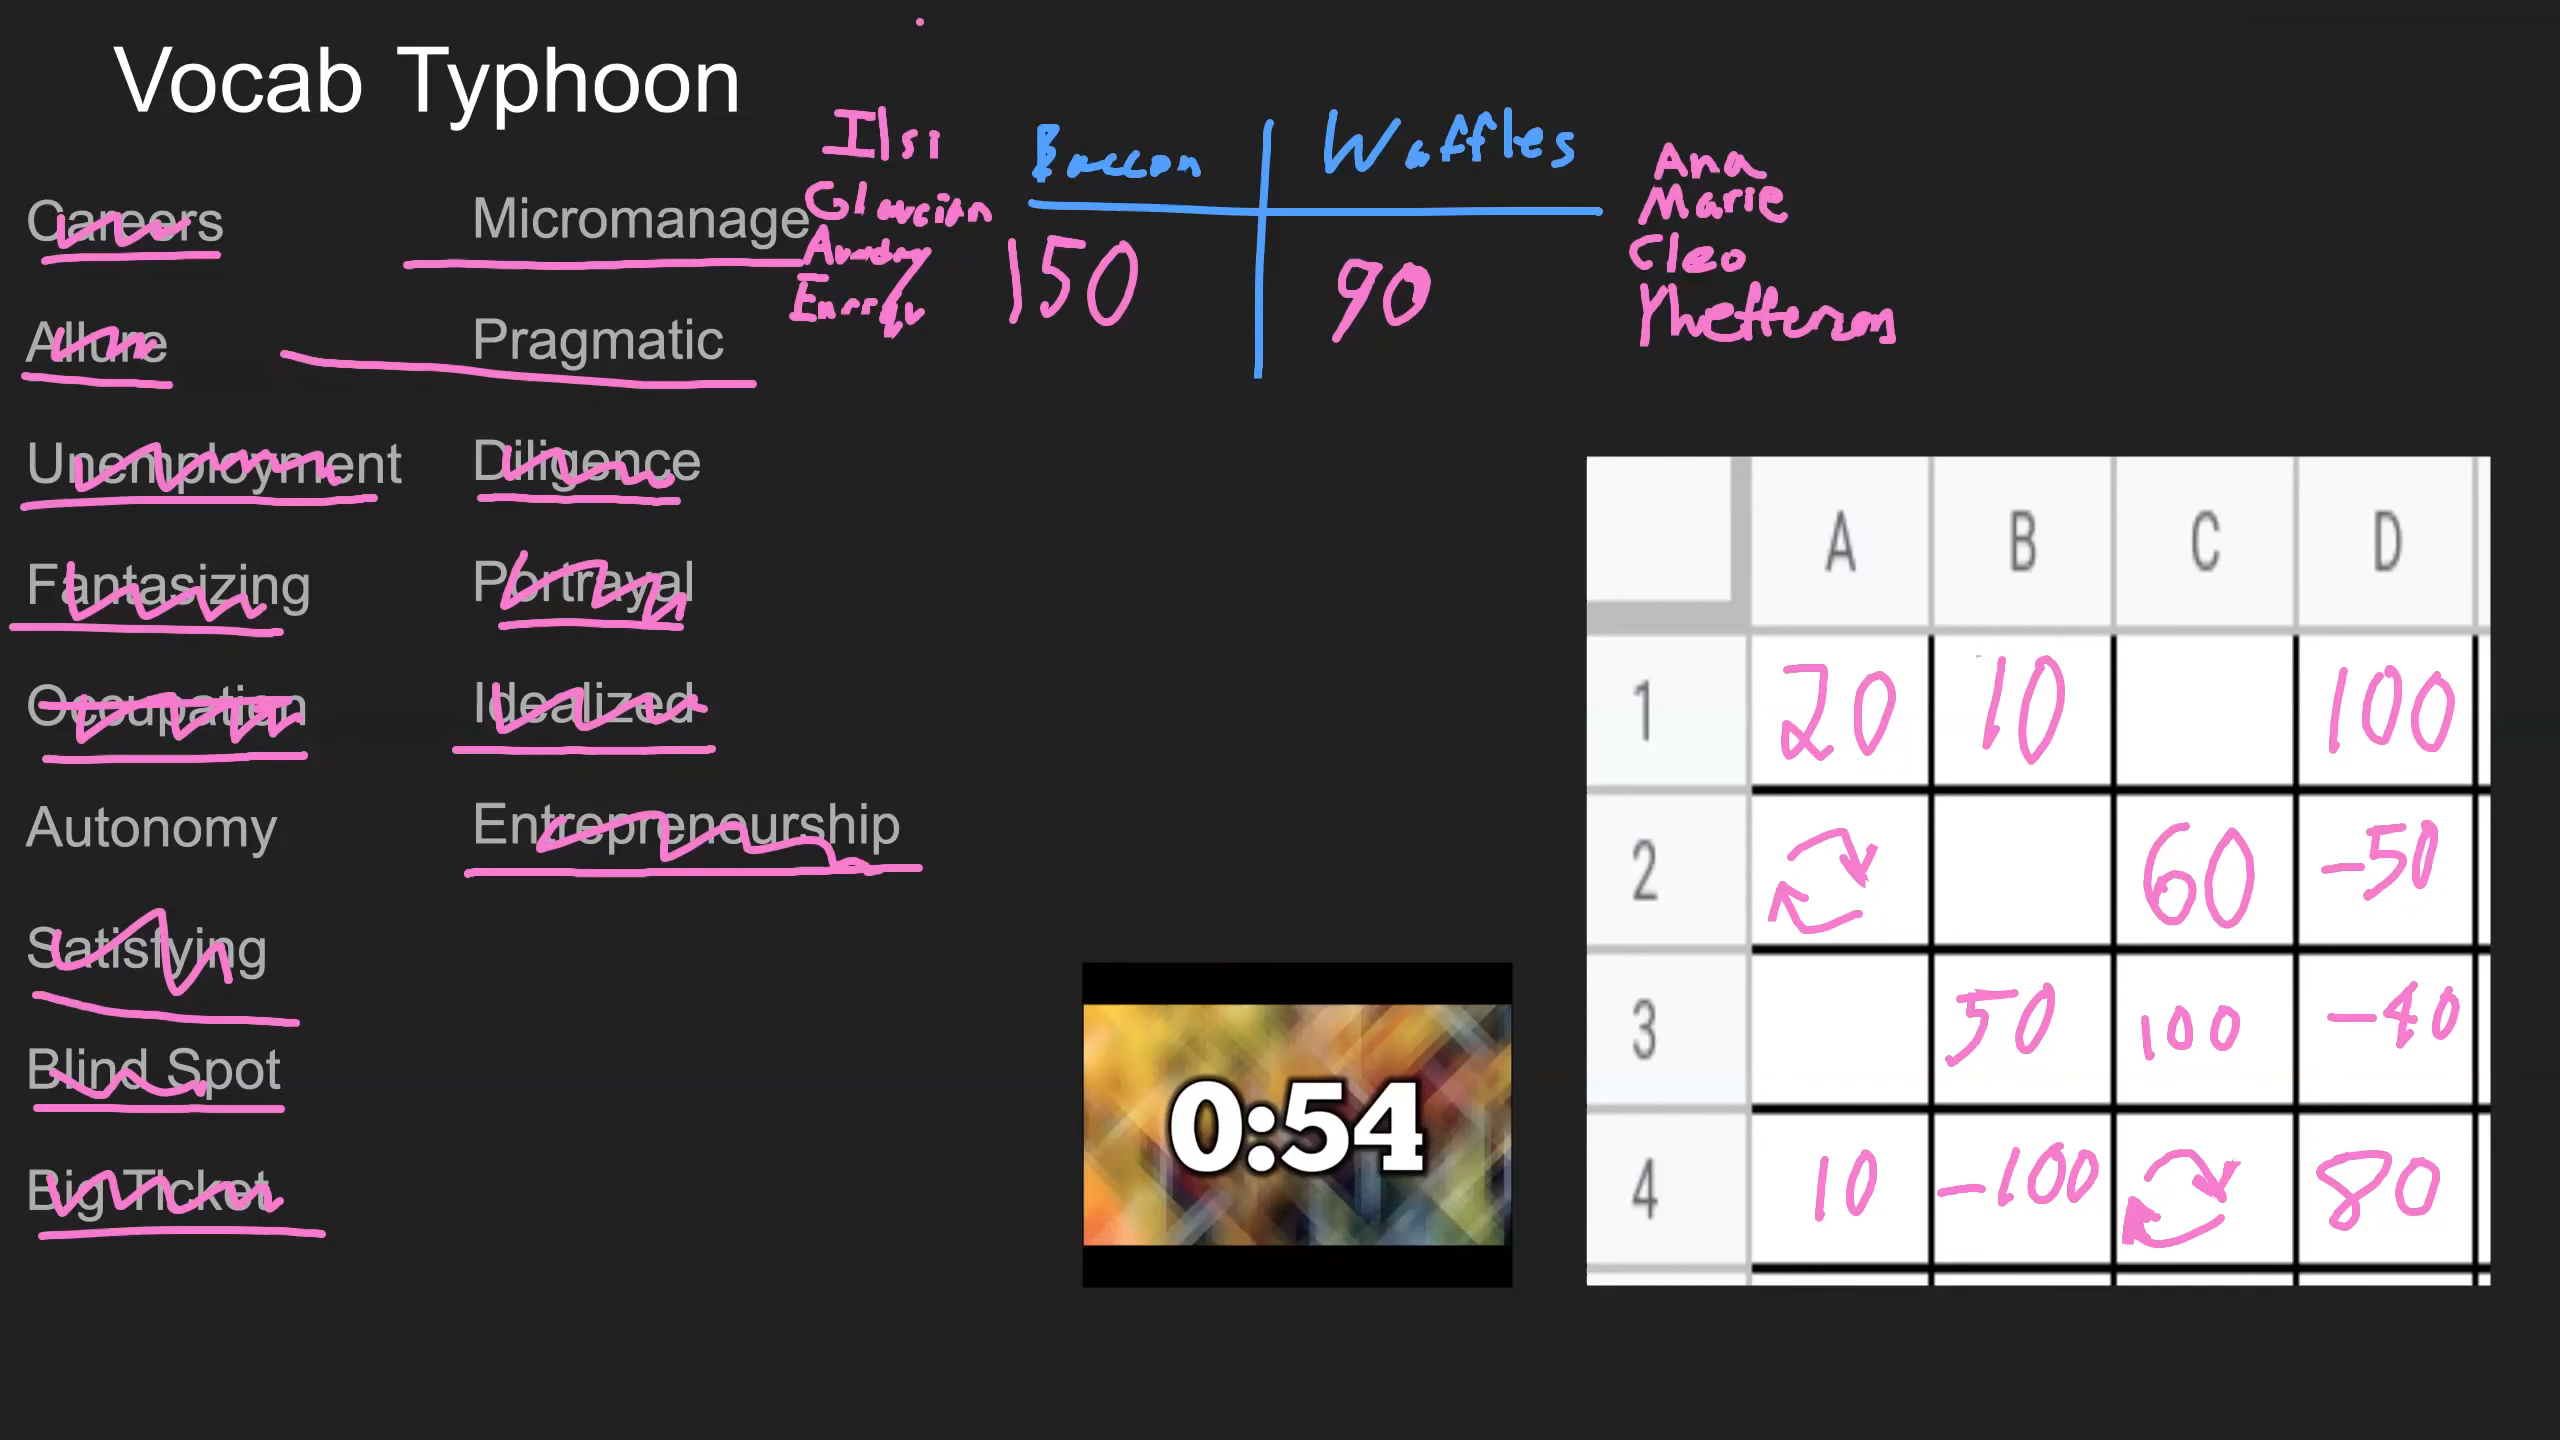 Vocab Typhoon
Careers
Allure
Unemployment
Fantasizing
Occupation
Autonomy
Satisfying
Blind Spot
Big Ticket
Micromanage
Pragmatic
Diligence
Portrayal
Idealized
Entrepreneurship
Ilsi
Baccon Waffles
150 90
Ana
Marie
Cleo
Yhefferson
A B C D
1 20 10 100
2 60 -50
3 50 100 -40
4 10 -100 80
0:54